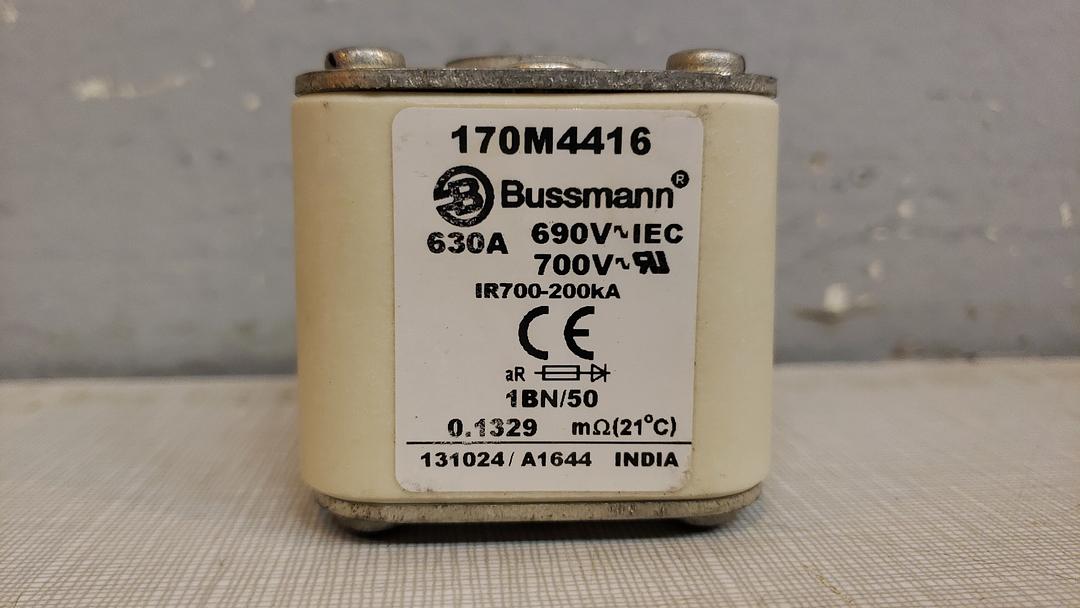 170M4416
B Bussmann®
630A 690V~IEC
700V~
IR700-200kA
CE
aR
1BN/50
0.1329 mΩ(21°C)
131024/ A1644 INDIA